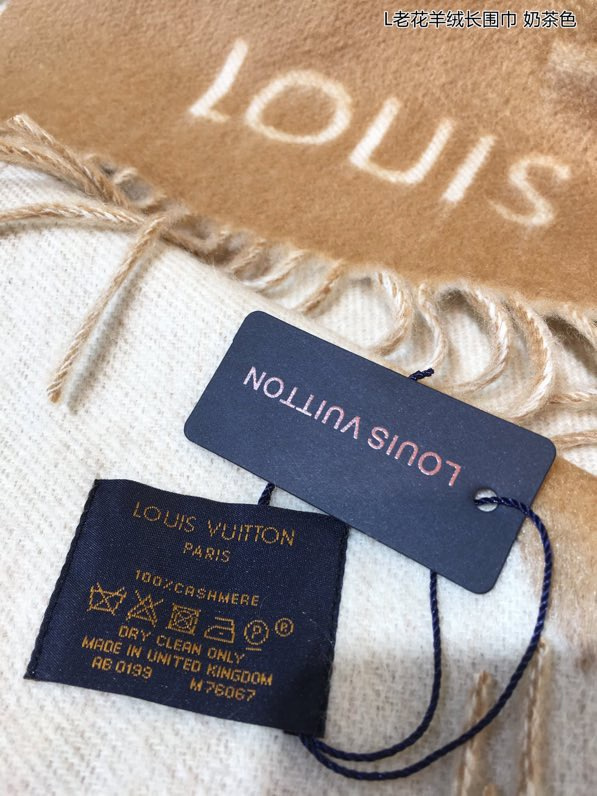 L老花羊绒长围巾 奶茶色
LOUIS
LOUIS VUITTON
LOUIS VUITTON
PARIS
100%CASHMERE
P R
DRY CLEAN ONLY
MADE IN UNITED KINGDOM
AB 0199 M76067